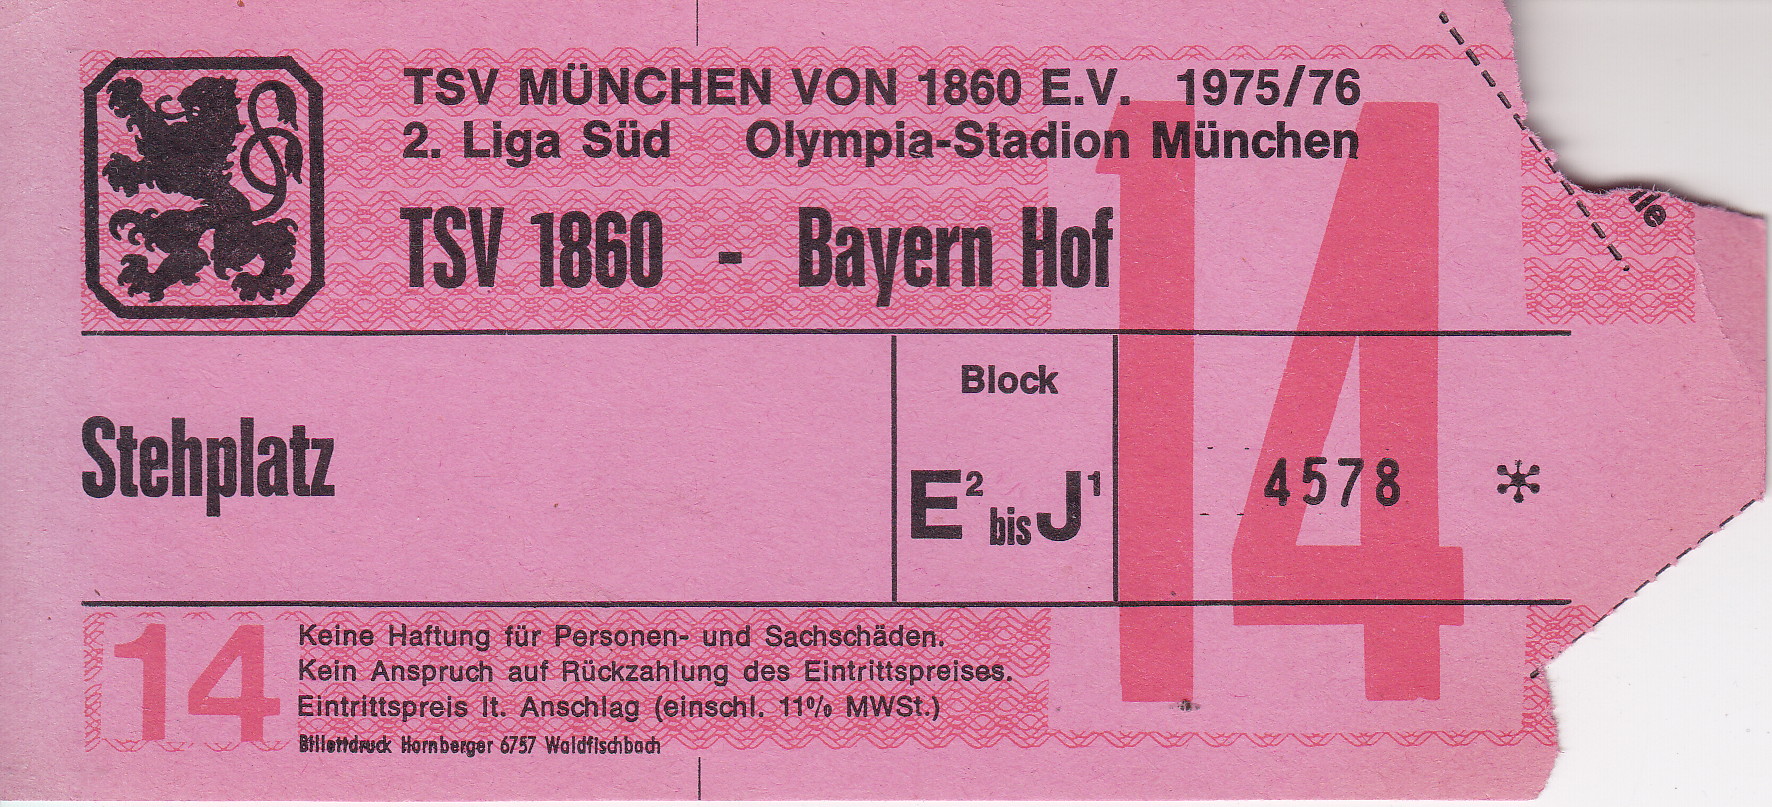 TSV MÜNCHEN VON 1860 E.V. 1975/76
2. Liga Süd Olympia-Stadion München
TSV 1860 - Bayern Hof
Stehplatz
Block
E² bis J¹
4578 *
14
14
Keine Haftung für Personen- und Sachschäden.
Kein Anspruch auf Rückzahlung des Eintrittspreises.
Eintrittspreis lt. Anschlag (einschl. 11% MWSt.)
Billettdruck Hornberger 6757 Waldfischbach